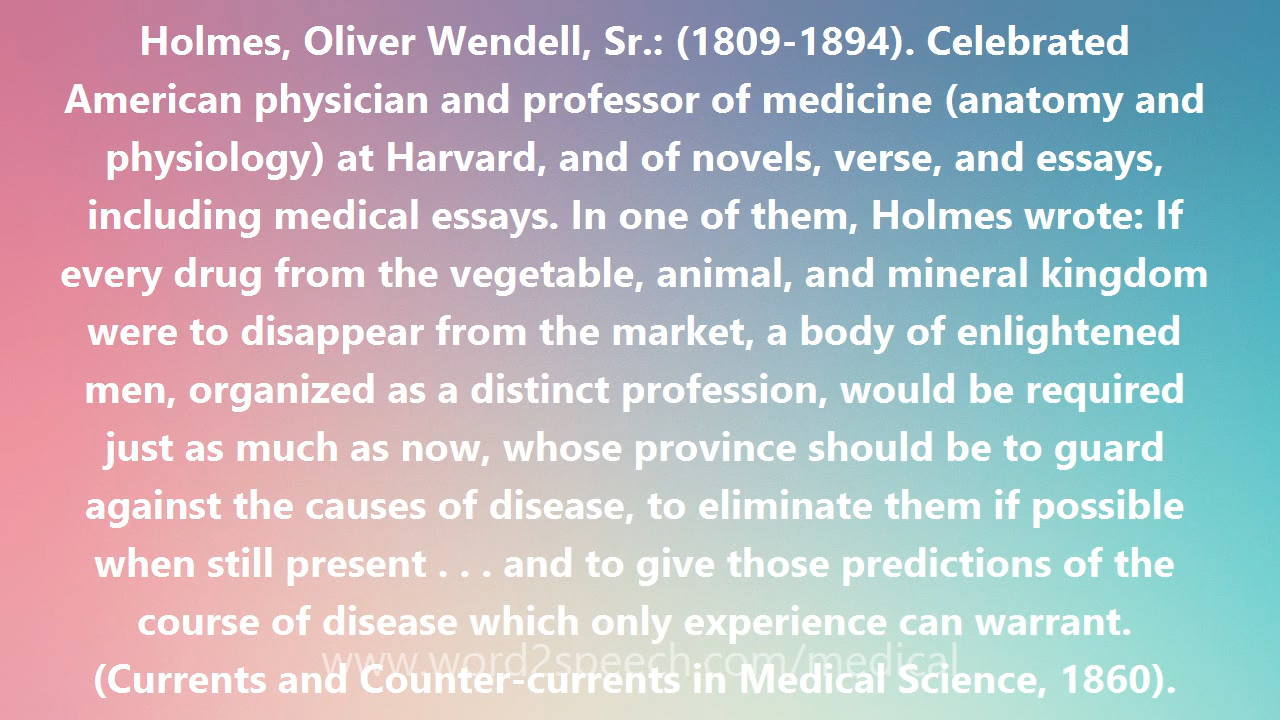 Holmes, Oliver Wendell, Sr.: (1809-1894). Celebrated
American physician and professor of medicine (anatomy and
physiology) at Harvard, and of novels, verse, and essays,
including medical essays. In one of them, Holmes wrote: If
every drug from the vegetable, animal, and mineral kingdom
were to disappear from the market, a body of enlightened
men, organized as a distinct profession, would be required
just as much as now, whose province should be to guard
against the causes of disease, to eliminate them if possible
when still present . . . and to give those predictions of the
course of disease which only experience can warrant.
www.word2speech.com/medical
(Currents and Counter-currents in Medical Science, 1860).